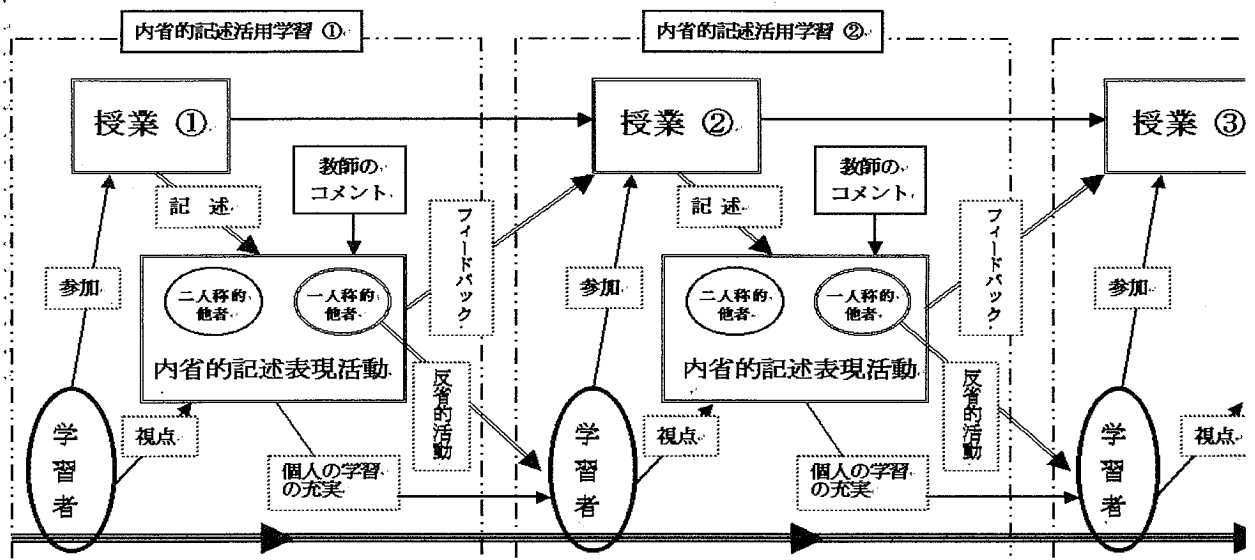 内省的記述活用学習 ①
内省的記述活用学習 ②
授業 ①
授業 ②
授業 ③
教師の
コメント
教師の
コメント
記 述
記 述
フィードバック
フィードバック
参加
参加
参加
二人称的
他者
一人称的
他者
二人称的
他者
一人称的
他者
内省的記述表現活動
内省的記述表現活動
反省的活動
反省的活動
学習者
視点
学習者
視点
学習者
視点
個人の学習
の充実
個人の学習
の充実